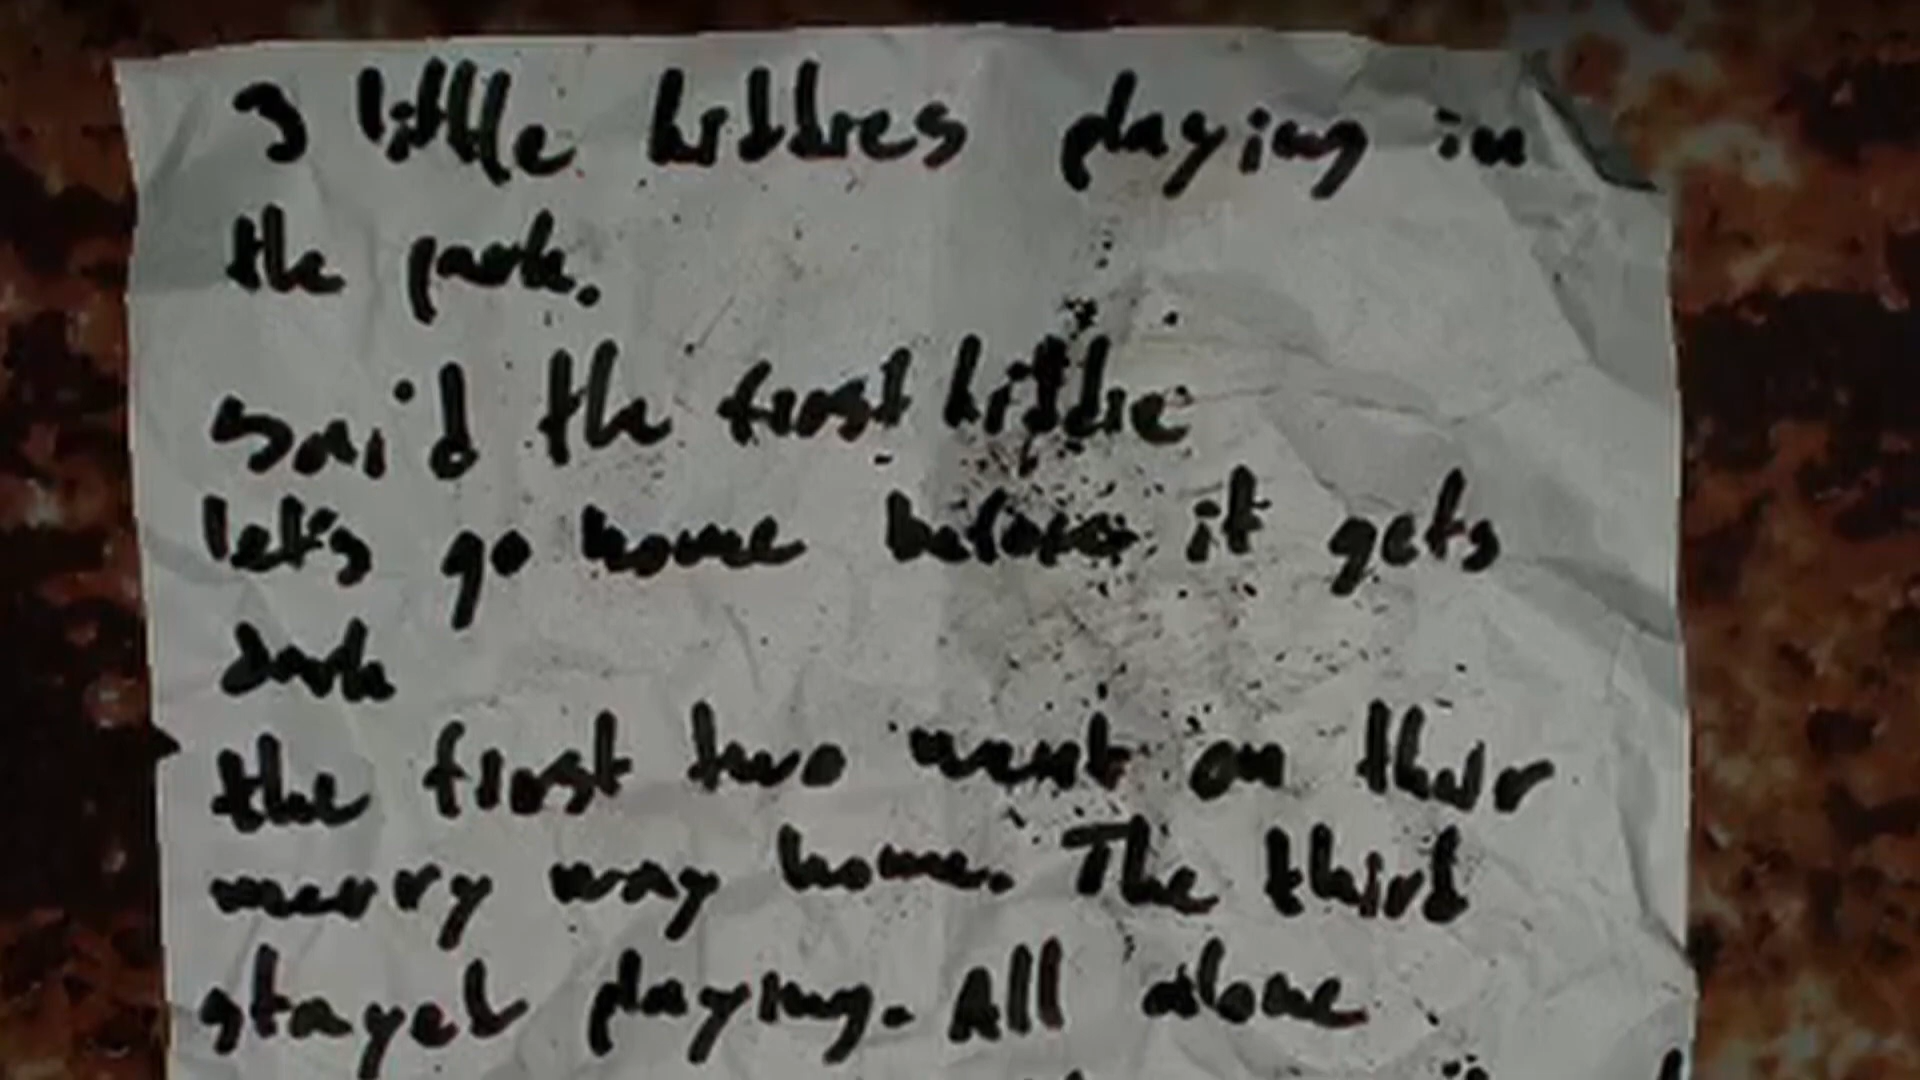 3 little kiddies playing in
the park.
said the first kiddie
let's go home before it gets
dark
the first two went on their
merry way home. The third
stayed playing. All alone